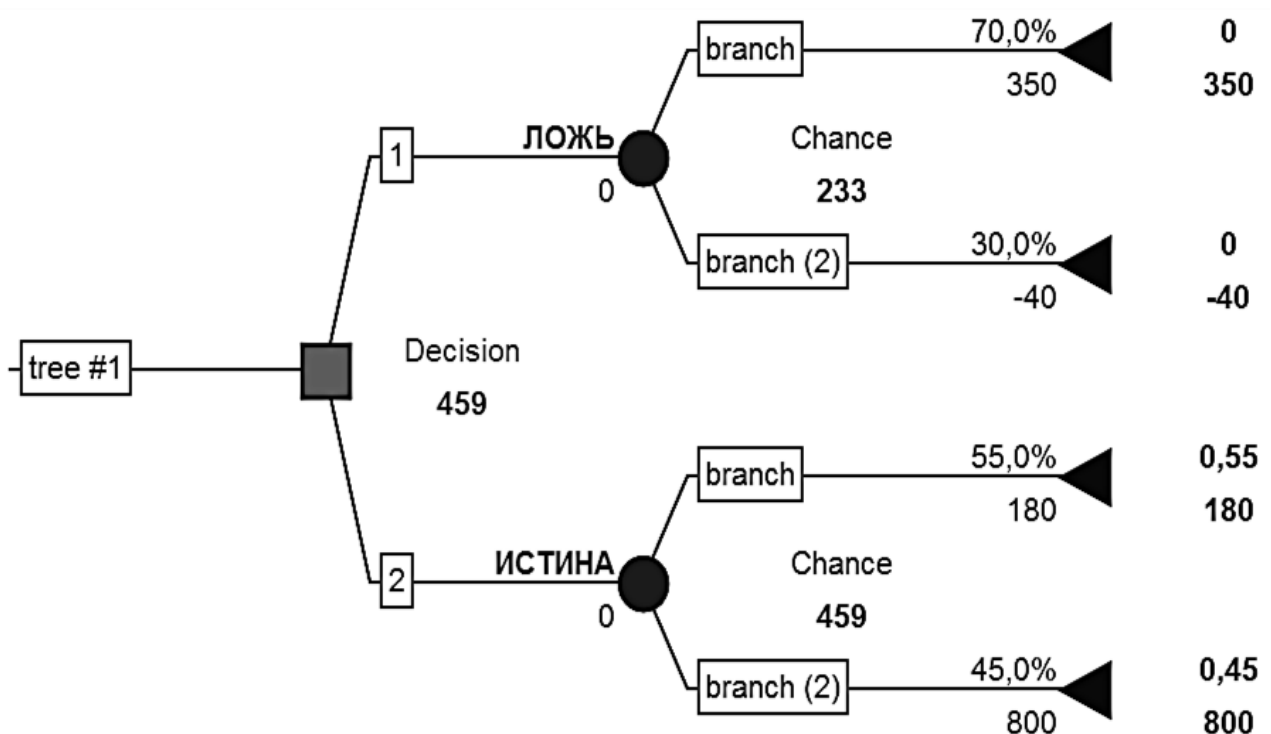 70,0%
0
branch
350
350
ЛОЖЬ
Chance
1
0
233
30,0%
0
branch (2)
-40
-40
Decision
tree #1
459
55,0%
0,55
branch
180
180
ИСТИНА
Chance
2
0
459
45,0%
0,45
branch (2)
800
800